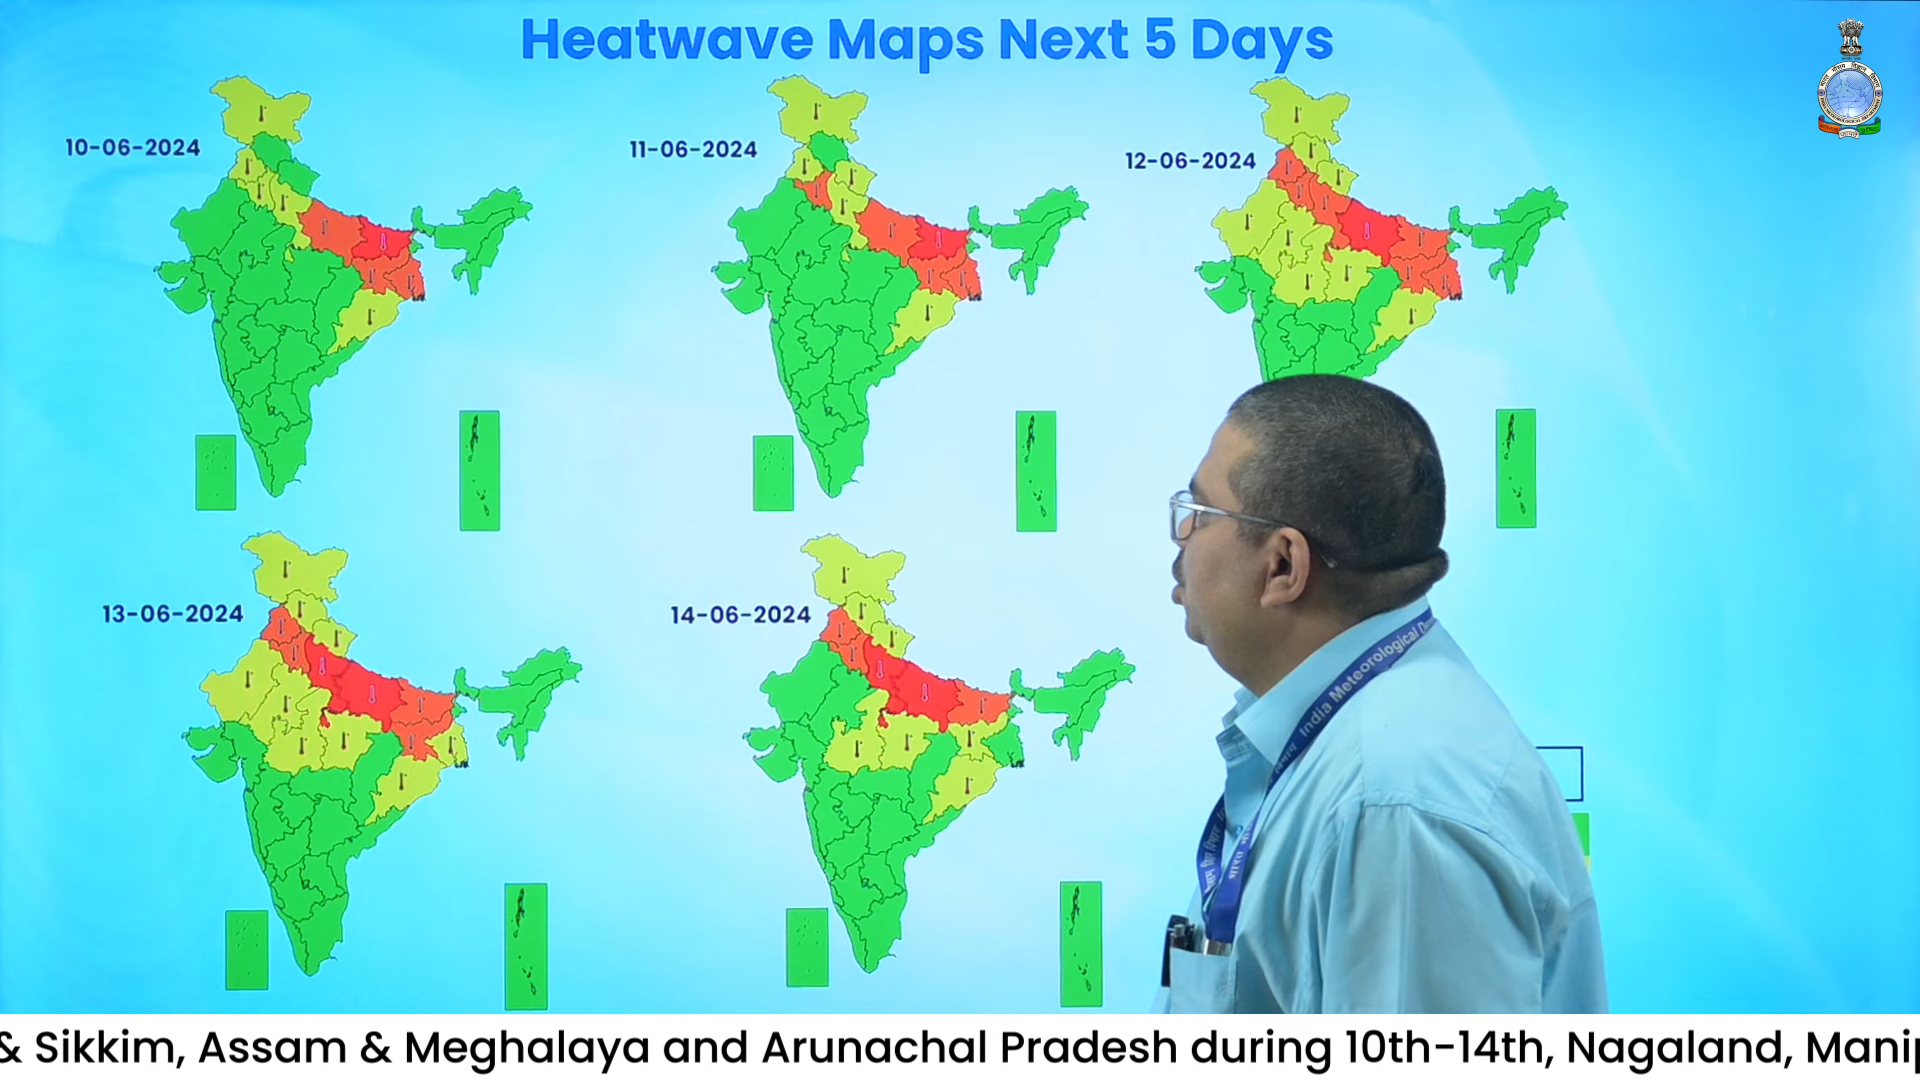 Heatwave Maps Next 5 Days
10-06-2024
11-06-2024
12-06-2024
13-06-2024
14-06-2024
India Meteorological
& Sikkim, Assam & Meghalaya and Arunachal Pradesh during 10th-14th, Nagaland,